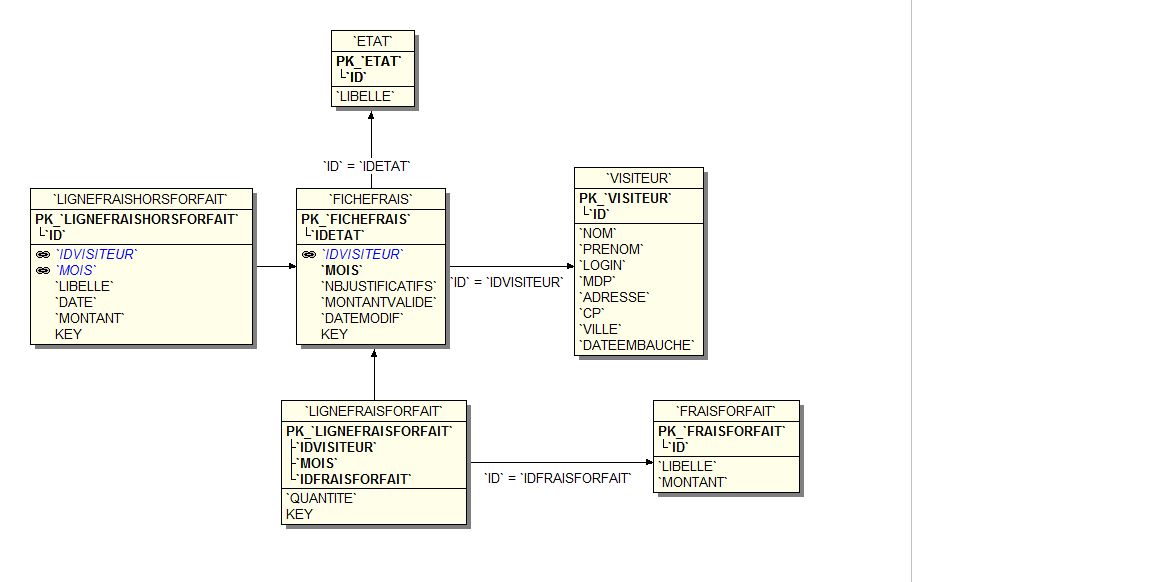 `ETAT`
PK_`ETAT`
`ID`
`LIBELLE`
`ID` = `IDETAT`
`LIGNEFRAISHORSFORFAIT`
PK_`LIGNEFRAISHORSFORFAIT`
`ID`
`IDVISITEUR`
`MOIS`
`LIBELLE`
`DATE`
`MONTANT`
KEY
`FICHEFRAIS`
PK_`FICHEFRAIS`
`IDETAT`
`IDVISITEUR`
`MOIS`
`NBJUSTIFICATIFS`
`MONTANTVALIDE`
`DATEMODIF`
KEY
`ID` = `IDVISITEUR`
`VISITEUR`
PK_`VISITEUR`
`ID`
`NOM`
`PRENOM`
`LOGIN`
`MDP`
`ADRESSE`
`CP`
`VILLE`
`DATEEMBAUCHE`
`LIGNEFRAISFORFAIT`
PK_`LIGNEFRAISFORFAIT`
`IDVISITEUR`
`MOIS`
`IDFRAISFORFAIT`
`QUANTITE`
KEY
`ID` = `IDFRAISFORFAIT`
`FRAISFORFAIT`
PK_`FRAISFORFAIT`
`ID`
`LIBELLE`
`MONTANT`